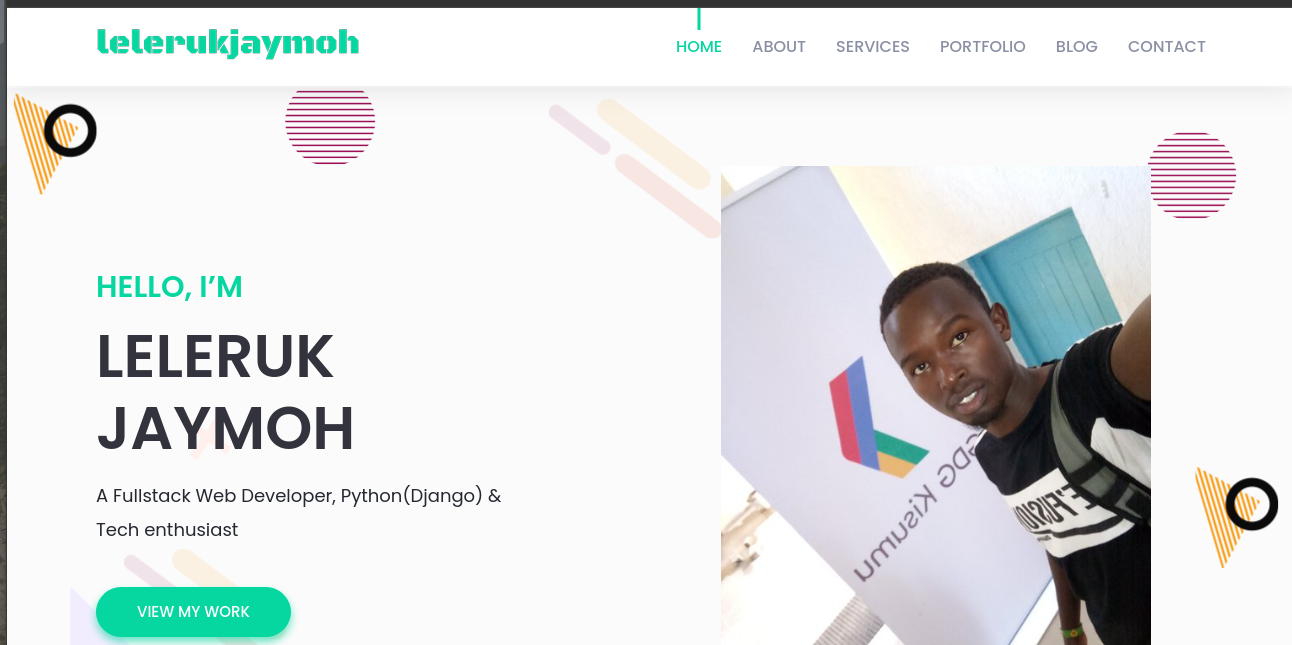 lelerukjaymoh
HOME ABOUT SERVICES PORTFOLIO BLOG CONTACT
HELLO, I'M
LELERUK
JAYMOH
A Fullstack Web Developer, Python(Django) &
Tech enthusiast
VIEW MY WORK
GDG Kisumu